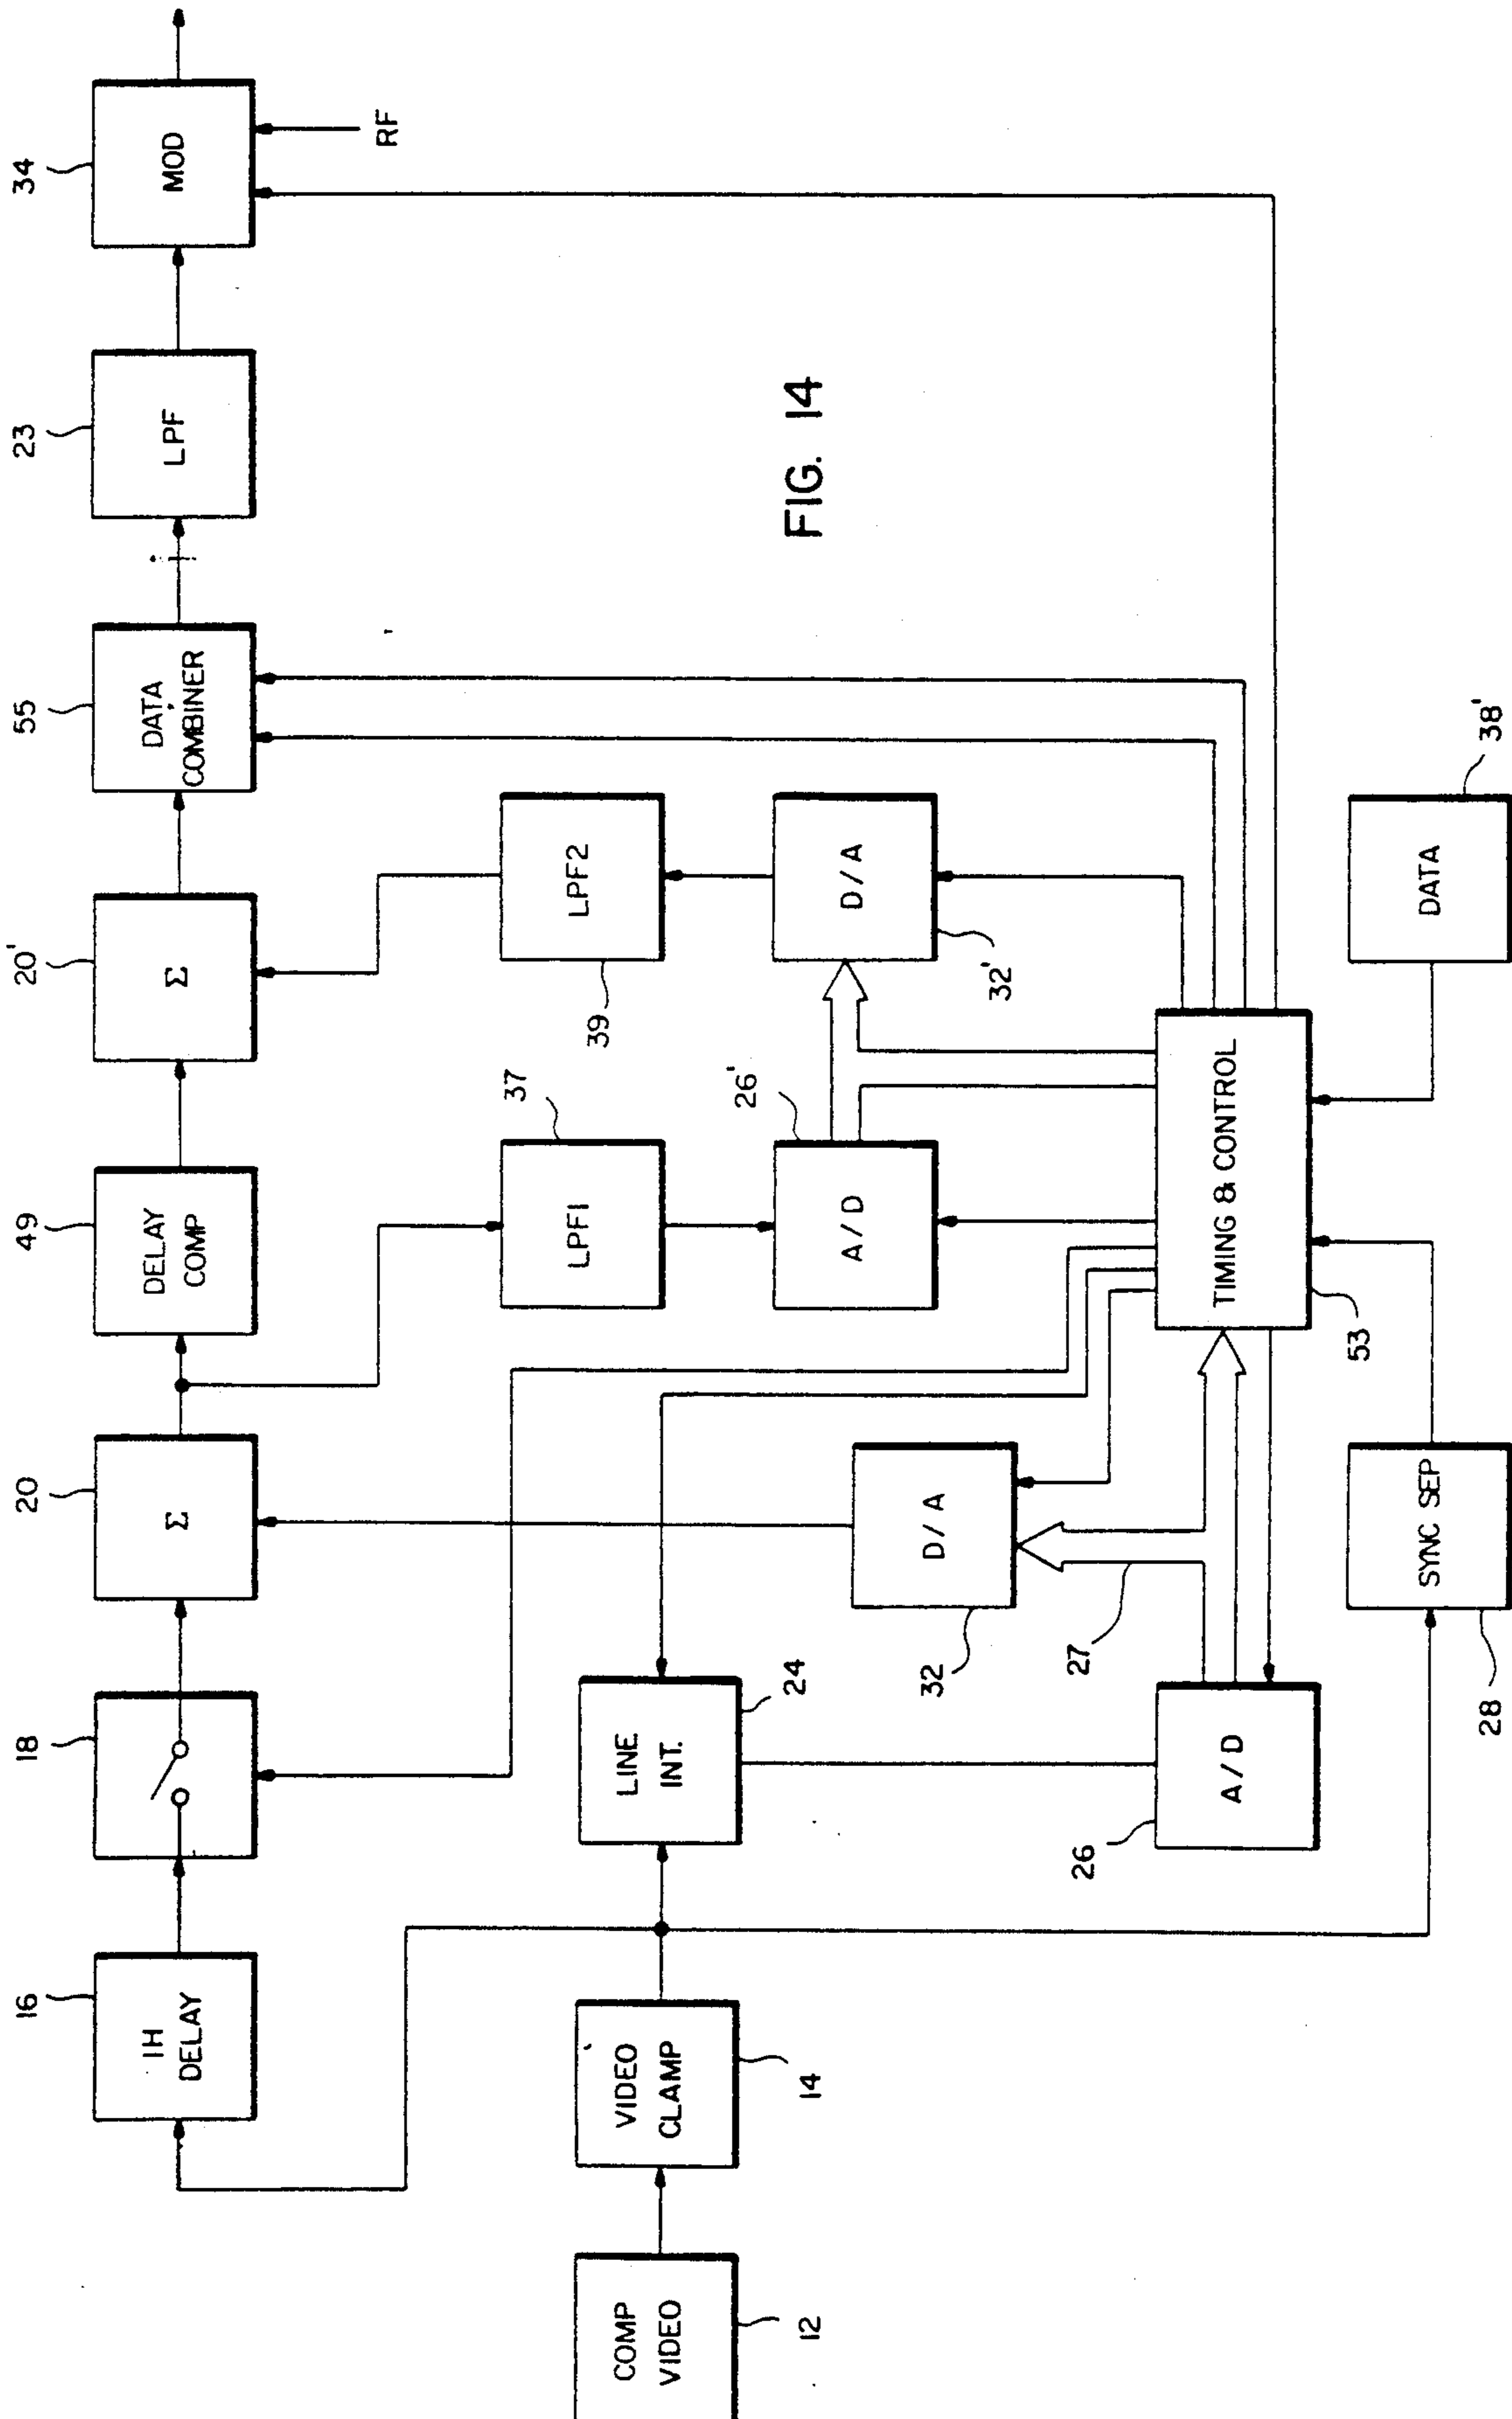 16
1H
DELAY
18
20
Σ
49
DELAY
COMP
20'
Σ
55
DATA
COMBINER
23
LPF
34
MOD
RF
12
COMP
VIDEO
14
VIDEO
CLAMP
24
LINE
INT.
37
LPF1
39
LPF2
FIG. 14
32
D/A
26'
A/D
32'
D/A
27
26
A/D
53
TIMING & CONTROL
28
SYNC SEP
38'
DATA